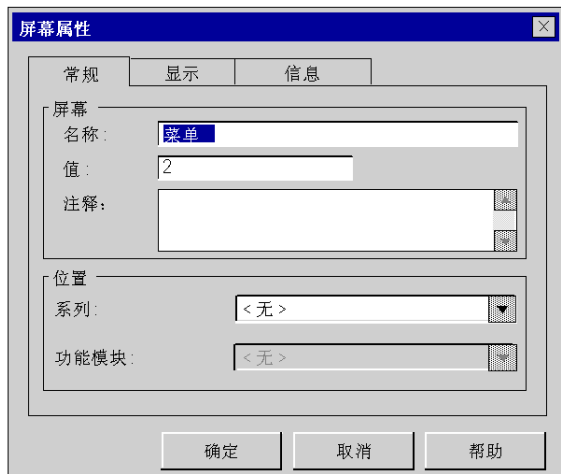 屏幕属性
常规 显示 信息
屏幕
名称: 菜单
值: 2
注释:
位置
系列: <无>
功能模块: <无>
确定 取消 帮助